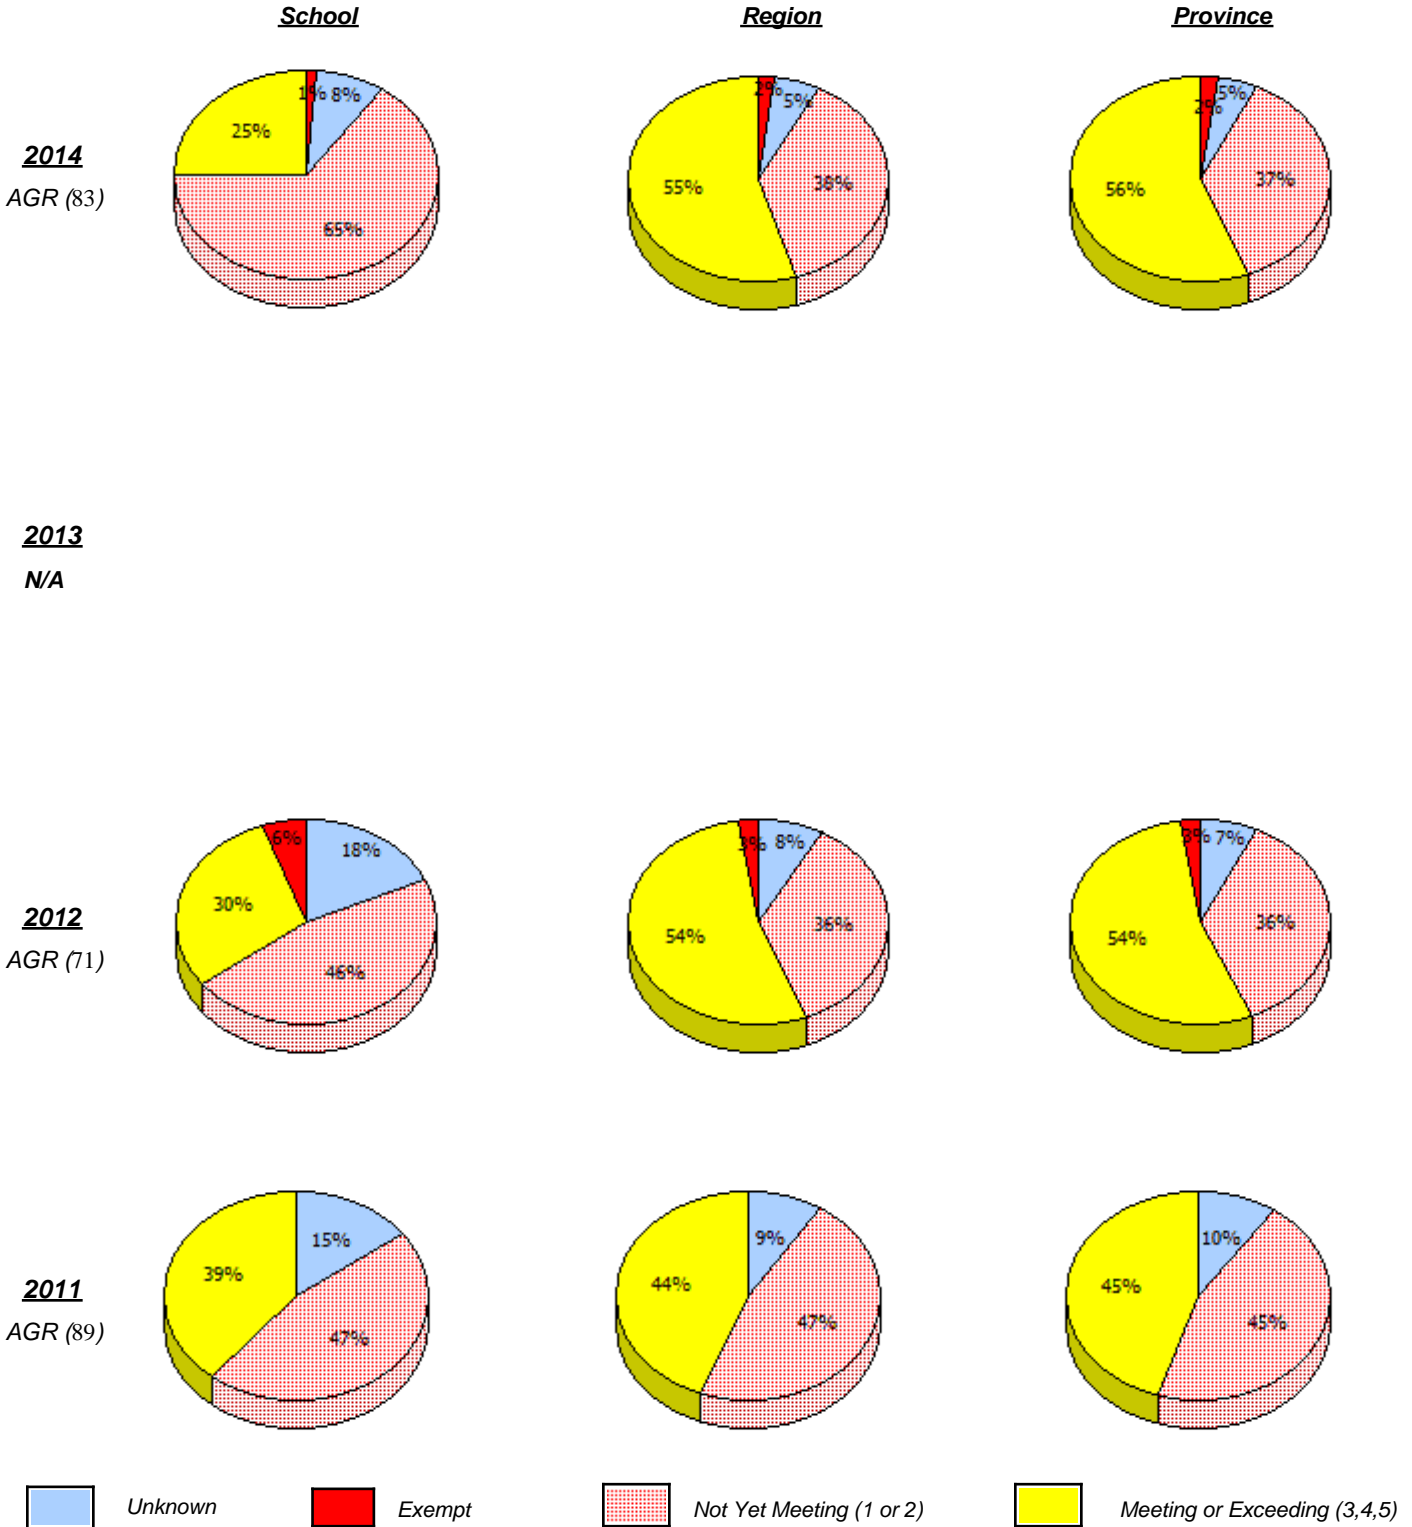 School Region Province
2014
AGR (83)
1% 8% 25% 65%
2% 5% 55% 38%
2% 5% 56% 37%
2013
N/A
2012
AGR (71)
6% 18% 30% 46%
3% 8% 54% 36%
3% 7% 54% 36%
2011
AGR (89)
15% 39% 47%
9% 44% 47%
10% 45% 45%
Unknown Exempt Not Yet Meeting (1 or 2) Meeting or Exceeding (3,4,5)